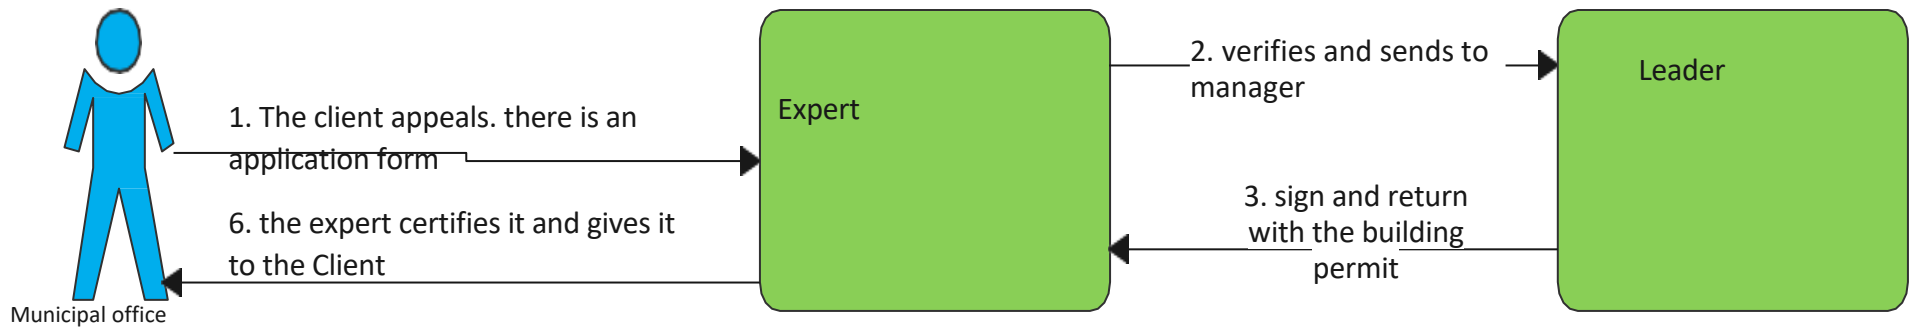 1. The client appeals. there is an
application form
6. the expert certifies it and gives it
to the Client
Municipal office
Expert
2. verifies and sends to
manager
3. sign and return
with the building
permit
Leader